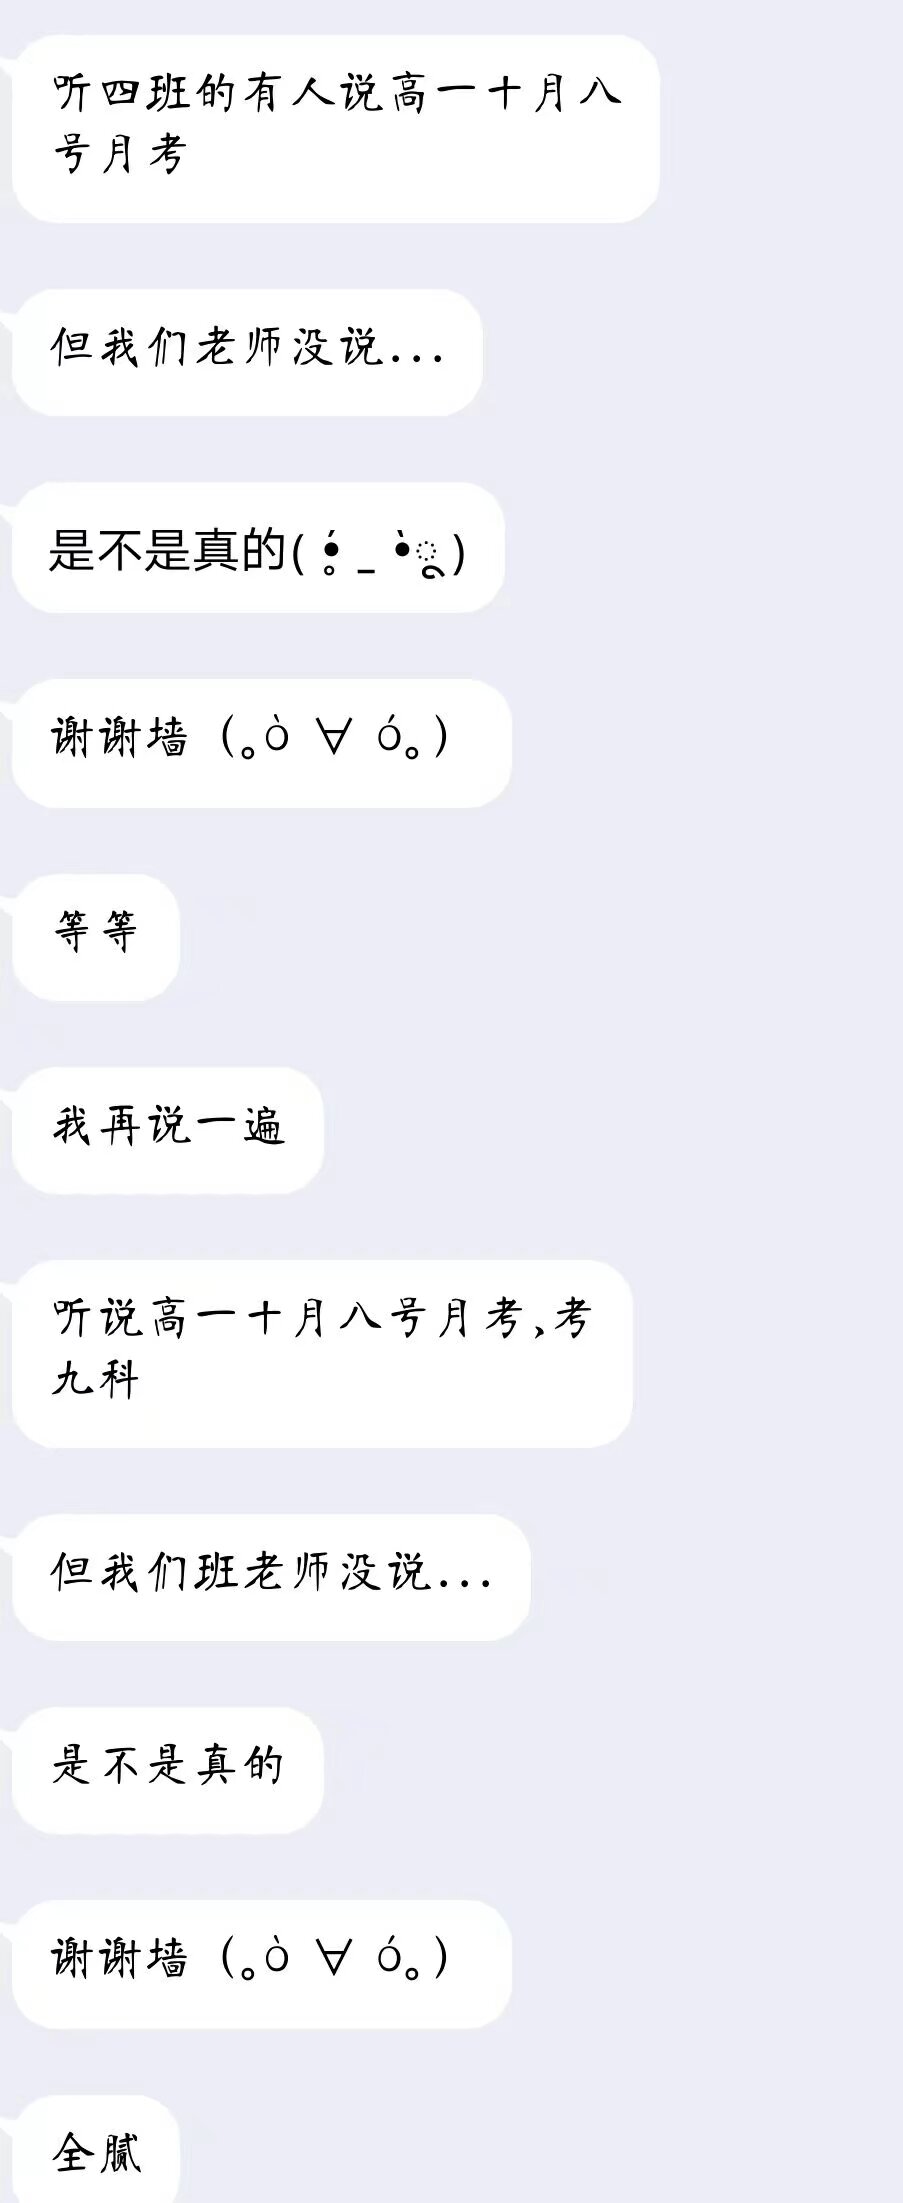 听四班的有人说高一十月八
号月考
但我们老师没说...
是不是真的( •̥́ ˍ •̀ू )
谢谢墙（｡ò ∀ ó｡）
等等
我再说一遍
听说高一十月八号月考,考
九科
但我们班老师没说...
是不是真的
谢谢墙（｡ò ∀ ó｡）
全腻